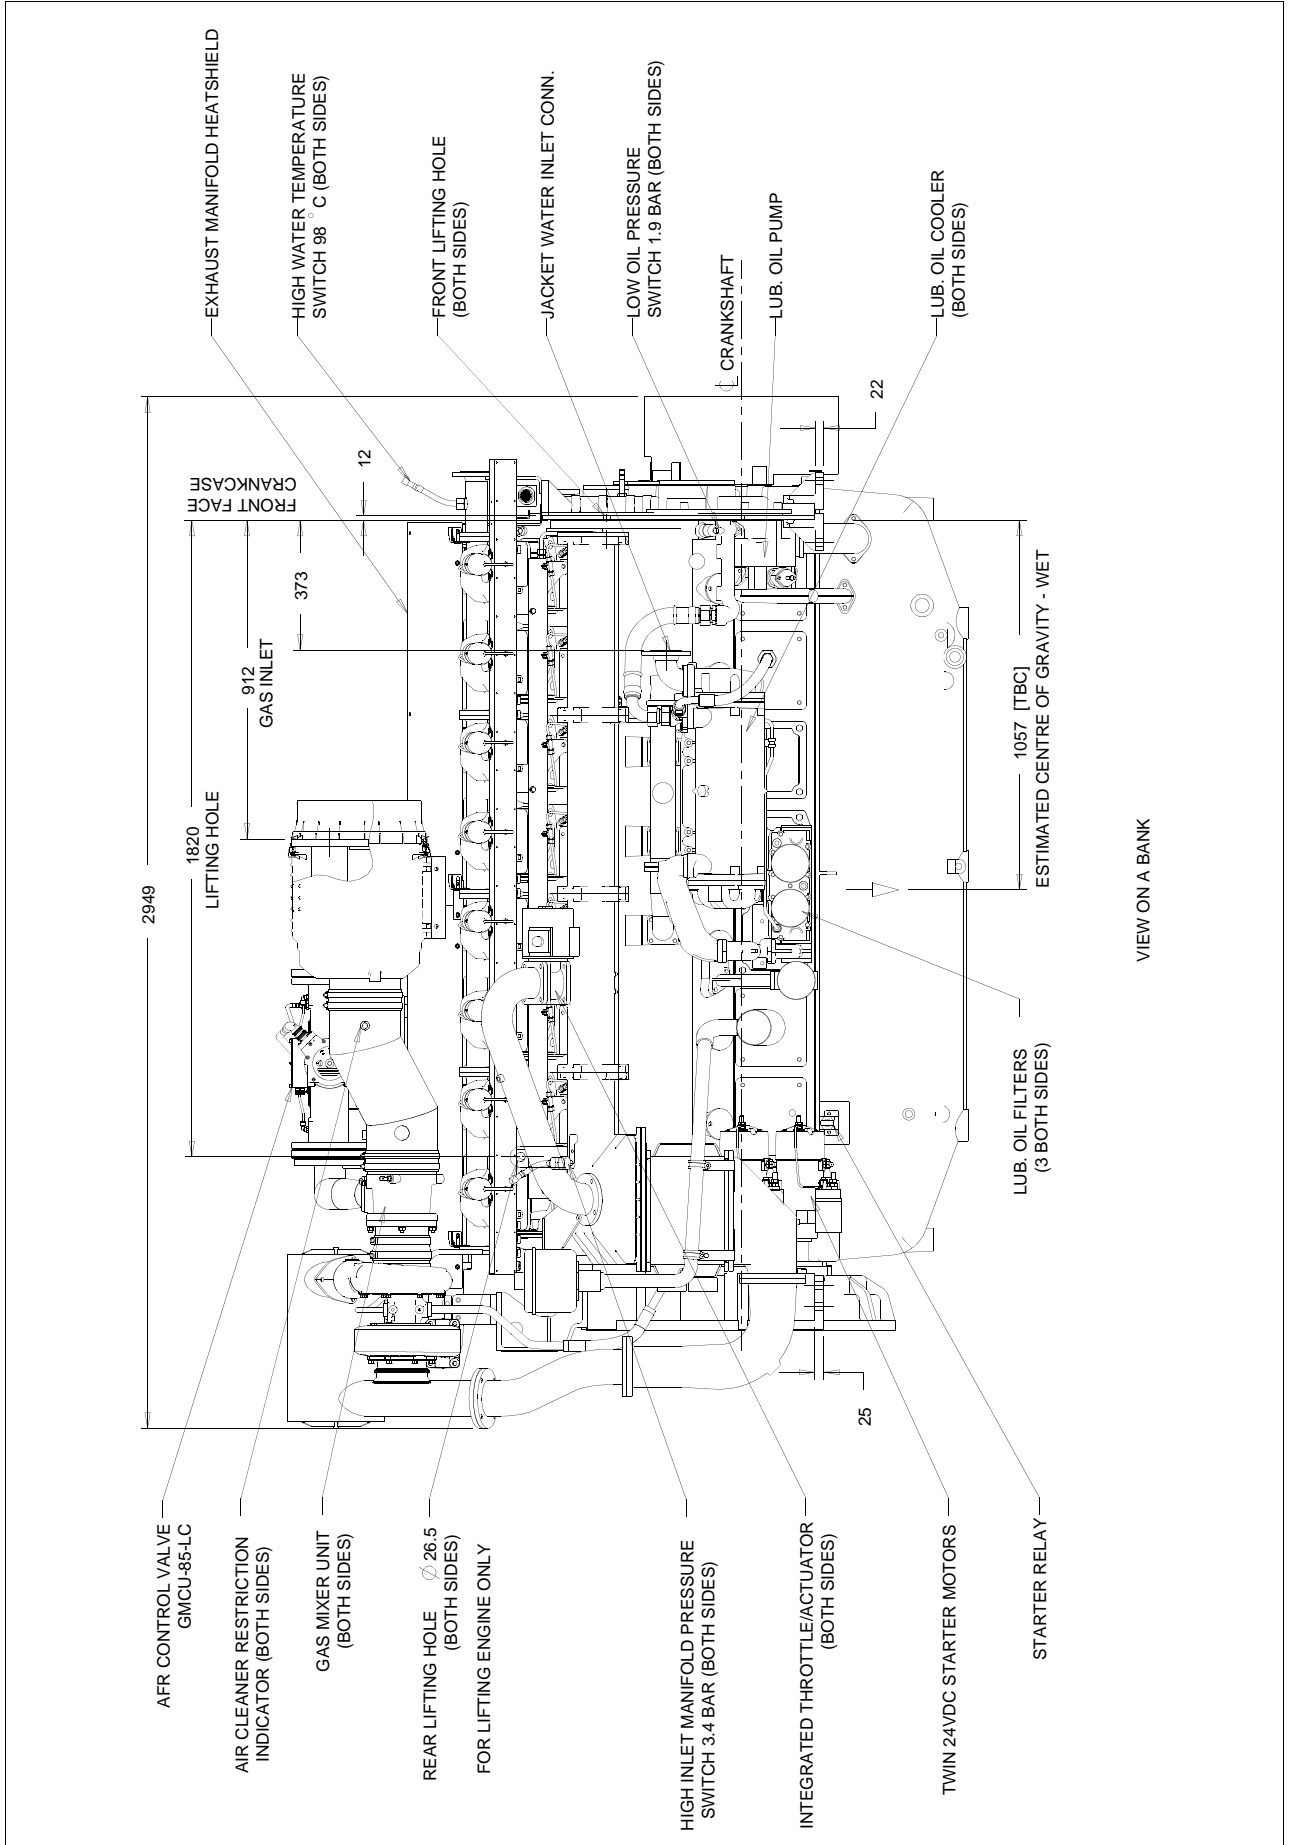 EXHAUST MANIFOLD HEATSHIELD
HIGH WATER TEMPERATURE
SWITCH 98 ° C (BOTH SIDES)
FRONT LIFTING HOLE
(BOTH SIDES)
JACKET WATER INLET CONN.
LOW OIL PRESSURE
SWITCH 1.9 BAR (BOTH SIDES)
CRANKSHAFT
LUB. OIL PUMP
LUB. OIL COOLER
(BOTH SIDES)
2949
FRONT FACE
CRANKCASE
12
373
912
GAS INLET
1820
LIFTING HOLE
22
1057 [TBC]
ESTIMATED CENTRE OF GRAVITY - WET
VIEW ON A BANK
25
AFR CONTROL VALVE
GMCU-85-LC
AIR CLEANER RESTRICTION
INDICATOR (BOTH SIDES)
GAS MIXER UNIT
(BOTH SIDES)
REAR LIFTING HOLE ∅ 26.5
(BOTH SIDES)
FOR LIFTING ENGINE ONLY
HIGH INLET MANIFOLD PRESSURE
SWITCH 3.4 BAR (BOTH SIDES)
INTEGRATED THROTTLE/ACTUATOR
(BOTH SIDES)
TWIN 24VDC STARTER MOTORS
STARTER RELAY
LUB. OIL FILTERS
(3 BOTH SIDES)